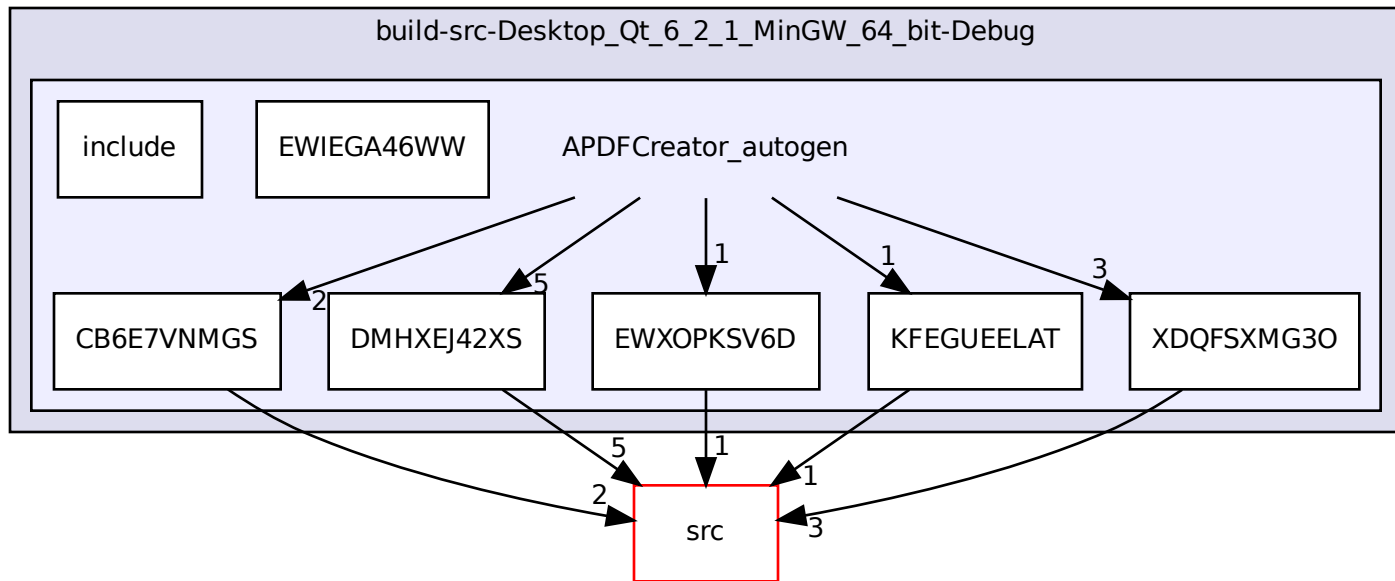 build-src-Desktop_Qt_6_2_1_MinGW_64_bit-Debug
include
EWIEGA46WW
APDFCreator_autogen
2
5
1
1
3
CB6E7VNMGS
DMHXEJ42XS
EWXOPKSV6D
KFEGUEELAT
XDQFSXMG3O
2
5
1
1
3
src